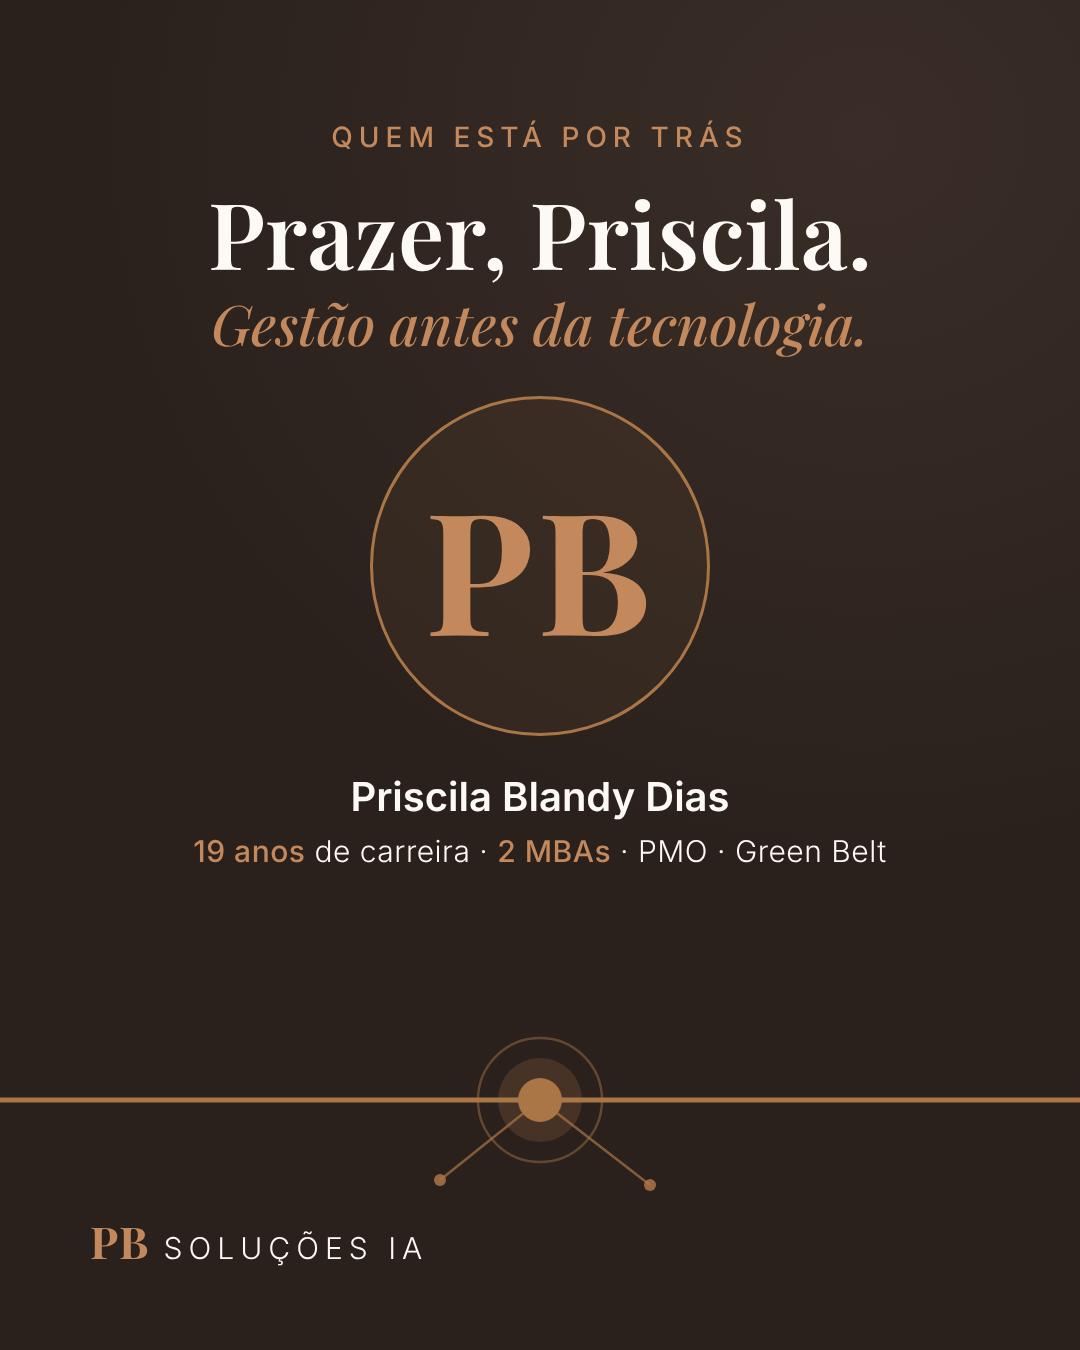 QUEM ESTÁ POR TRÁS
Prazer, Priscila.
Gestão antes da tecnologia.
PB
Priscila Blandy Dias
19 anos de carreira · 2 MBAs · PMO · Green Belt
PB SOLUÇÕES IA